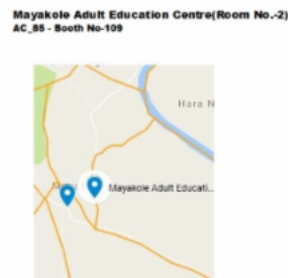 Mayakole Adult Education Centre(Room No.-2)
AC_85 - Booth No-109
Hara N
Mayakole Adult Educati...